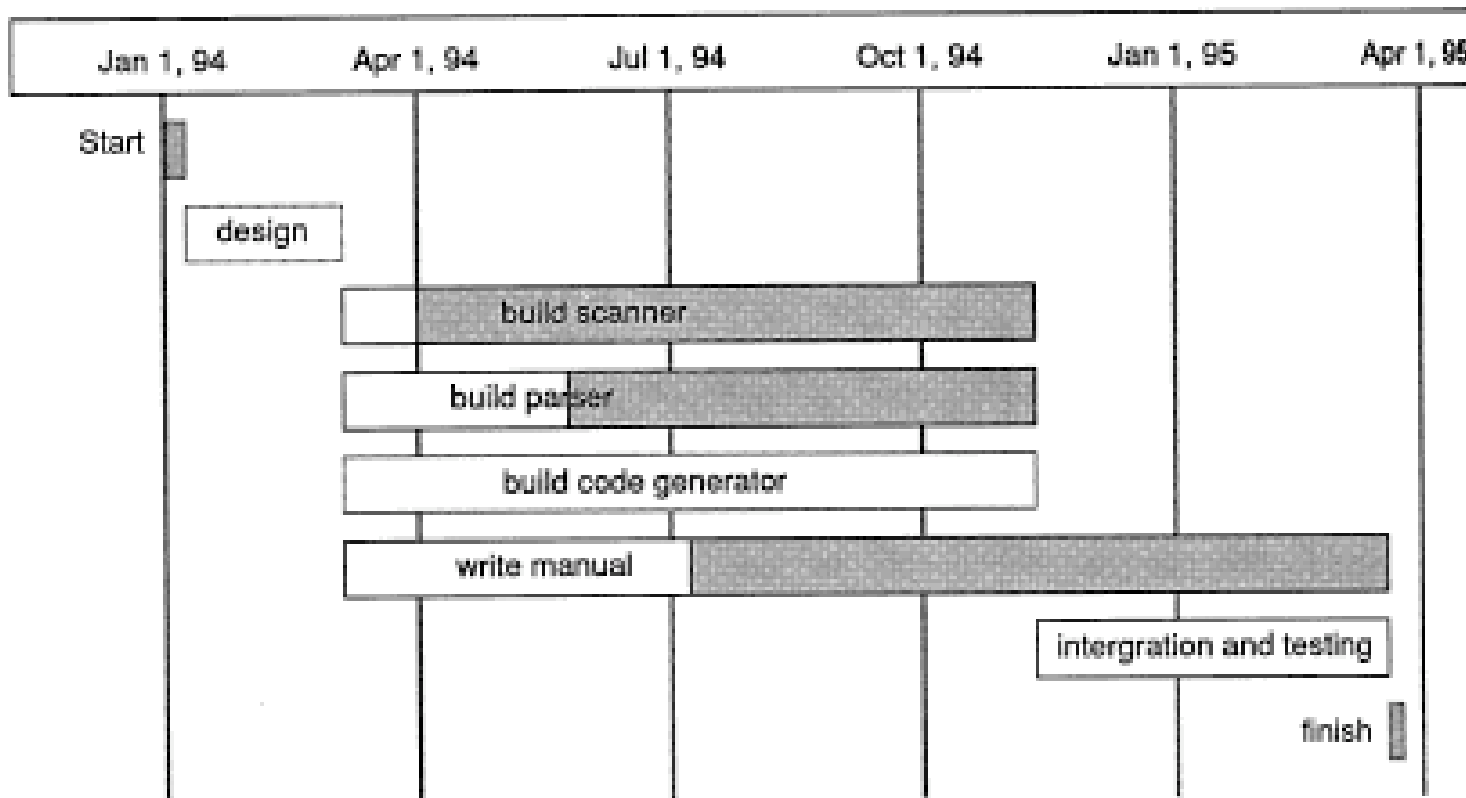 Jan 1, 94 Apr 1, 94 Jul 1, 94 Oct 1, 94 Jan 1, 95 Apr 1, 95
Start
design
build scanner
build parser
build code generator
write manual
intergration and testing
finish